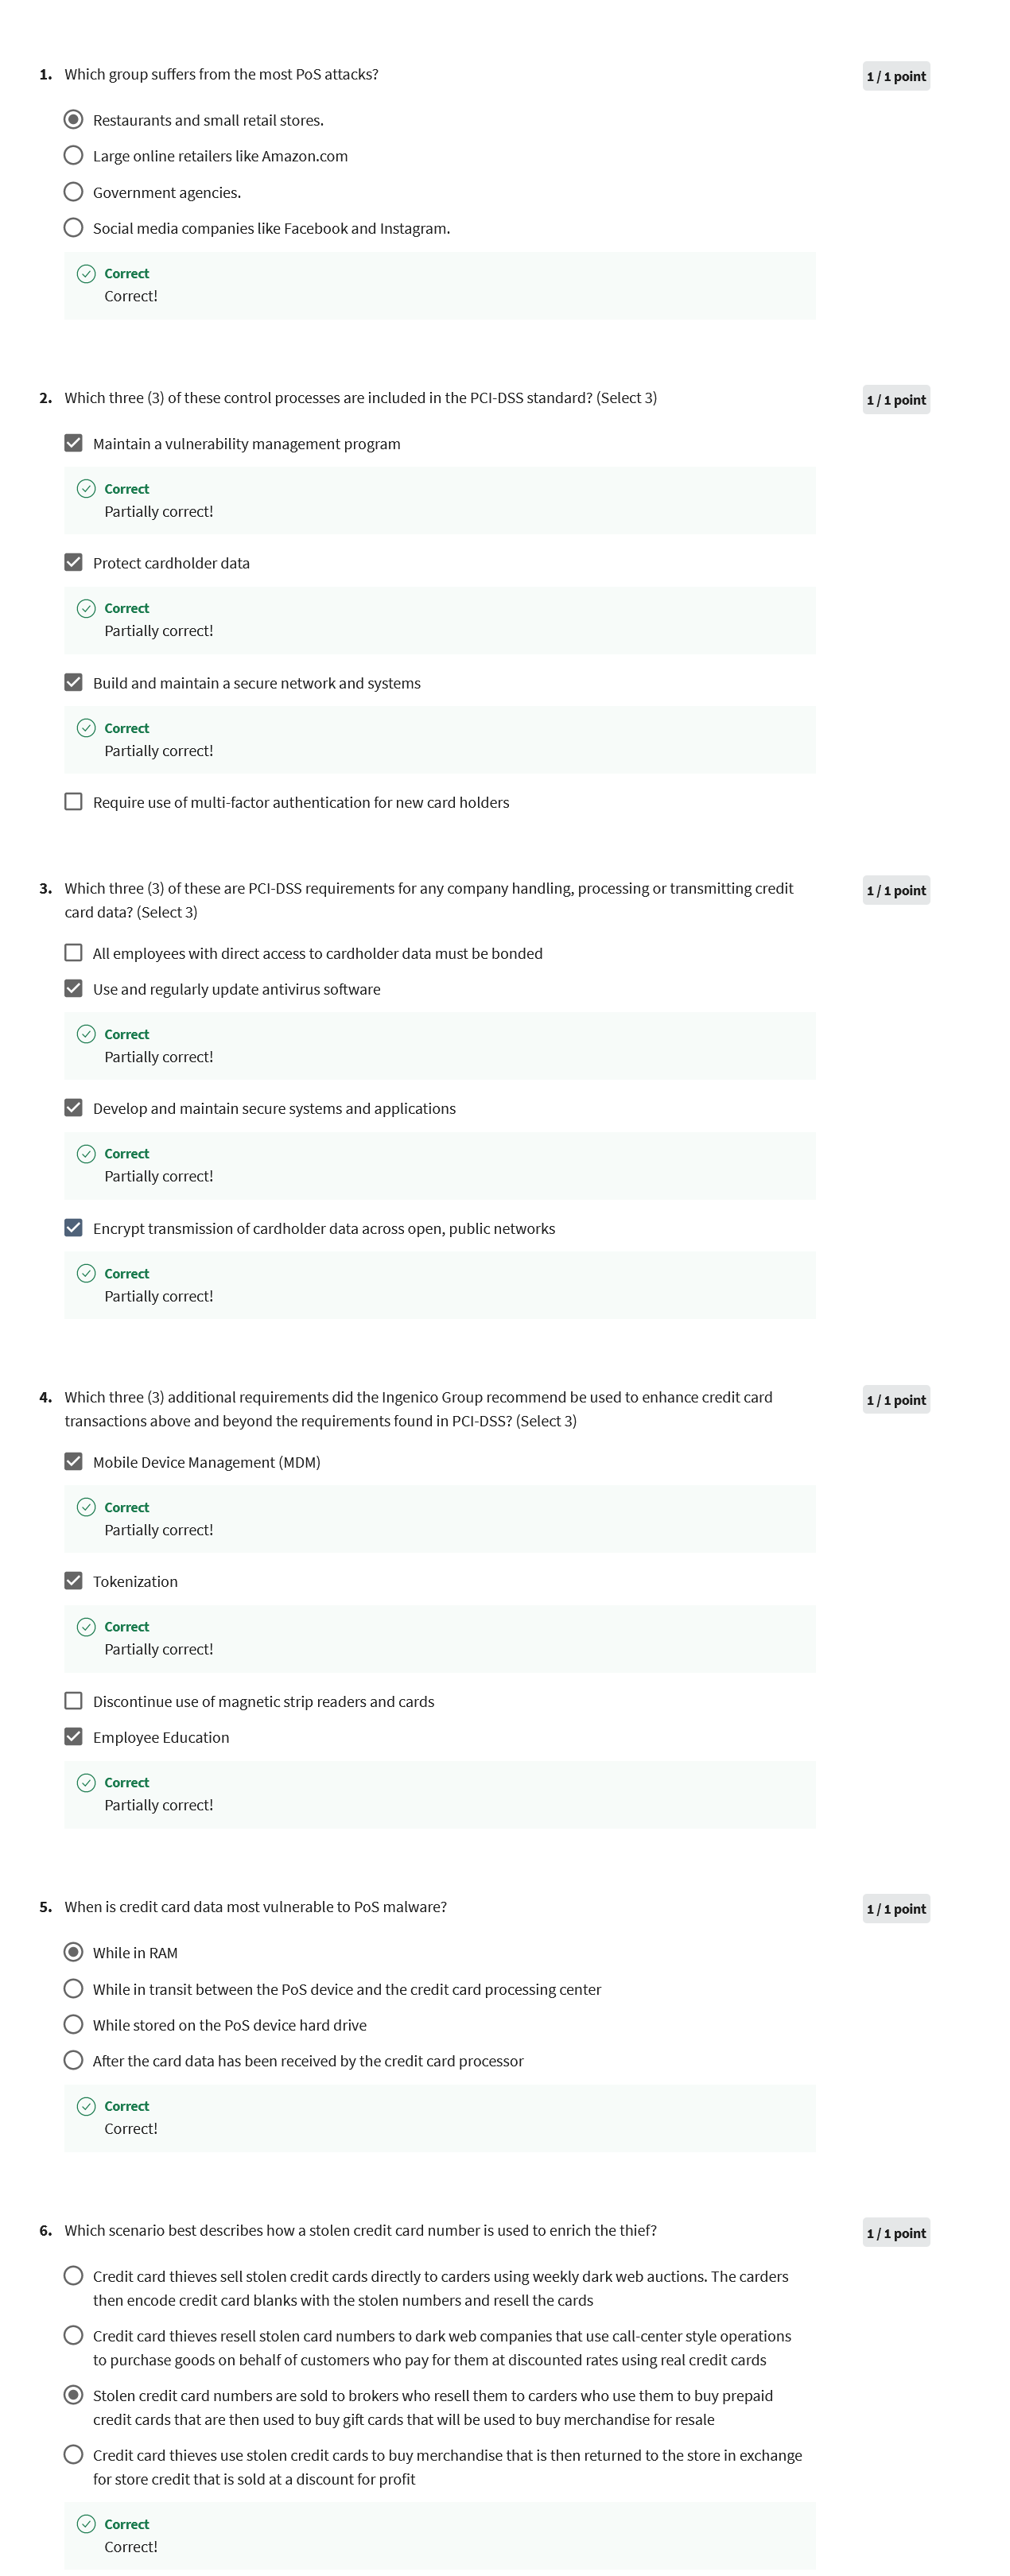 1. Which group suffers from the most PoS attacks?
1 / 1 point
Restaurants and small retail stores.
Large online retailers like Amazon.com
Government agencies.
Social media companies like Facebook and Instagram.
Correct
Correct!
2. Which three (3) of these control processes are included in the PCI-DSS standard? (Select 3)
1 / 1 point
Maintain a vulnerability management program
Correct
Partially correct!
Protect cardholder data
Correct
Partially correct!
Build and maintain a secure network and systems
Correct
Partially correct!
Require use of multi-factor authentication for new card holders
3. Which three (3) of these are PCI-DSS requirements for any company handling, processing or transmitting credit
card data? (Select 3)
1 / 1 point
All employees with direct access to cardholder data must be bonded
Use and regularly update antivirus software
Correct
Partially correct!
Develop and maintain secure systems and applications
Correct
Partially correct!
Encrypt transmission of cardholder data across open, public networks
Correct
Partially correct!
4. Which three (3) additional requirements did the Ingenico Group recommend be used to enhance credit card
transactions above and beyond the requirements found in PCI-DSS? (Select 3)
1 / 1 point
Mobile Device Management (MDM)
Correct
Partially correct!
Tokenization
Correct
Partially correct!
Discontinue use of magnetic strip readers and cards
Employee Education
Correct
Partially correct!
5. When is credit card data most vulnerable to PoS malware?
1 / 1 point
While in RAM
While in transit between the PoS device and the credit card processing center
While stored on the PoS device hard drive
After the card data has been received by the credit card processor
Correct
Correct!
6. Which scenario best describes how a stolen credit card number is used to enrich the thief?
1 / 1 point
Credit card thieves sell stolen credit cards directly to carders using weekly dark web auctions. The carders
then encode credit card blanks with the stolen numbers and resell the cards
Credit card thieves resell stolen card numbers to dark web companies that use call-center style operations
to purchase goods on behalf of customers who pay for them at discounted rates using real credit cards
Stolen credit card numbers are sold to brokers who resell them to carders who use them to buy prepaid
credit cards that are then used to buy gift cards that will be used to buy merchandise for resale
Credit card thieves use stolen credit cards to buy merchandise that is then returned to the store in exchange
for store credit that is sold at a discount for profit
Correct
Correct!